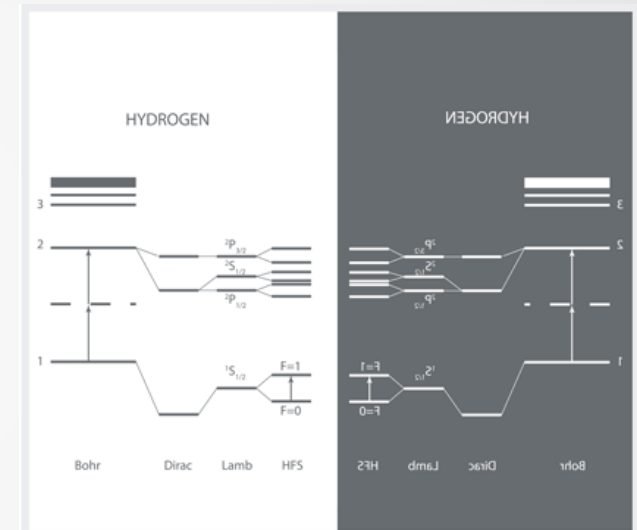 HYDROGEN
3
2
²P₃/₂
²S₁/₂
²P₁/₂
1
¹S₁/₂
F=1
F=0
Bohr Dirac Lamb HFS
HYDROGEN
3
²P₃/₂
2
²S₁/₂
²P₁/₂
1
F=1
¹S₁/₂
F=0
HFS Lamb Dirac Bohr